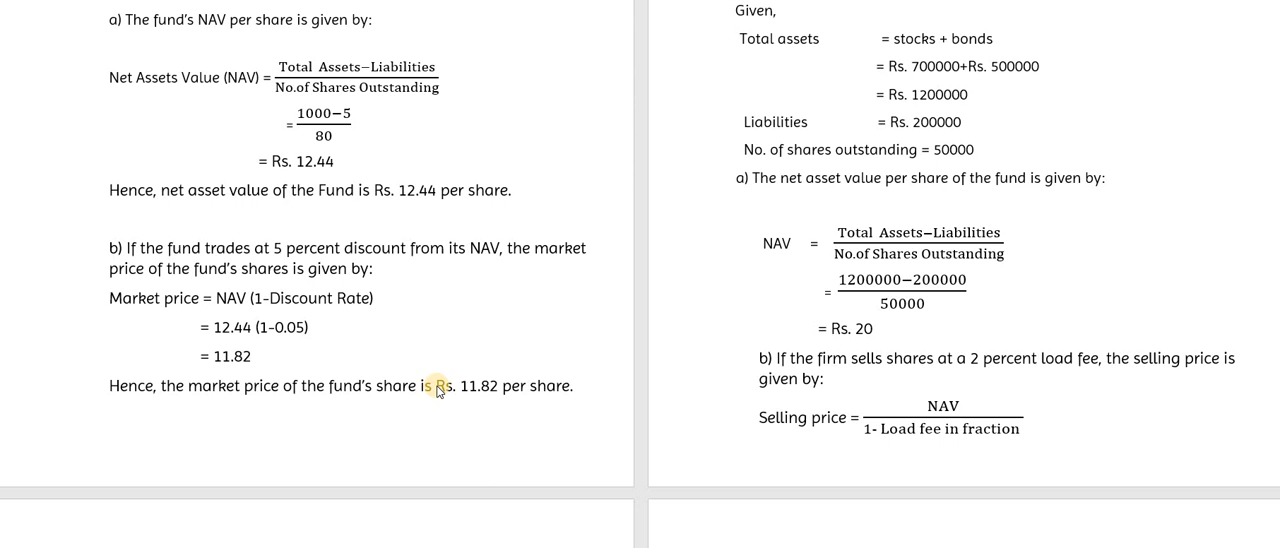 a) The fund's NAV per share is given by:
Net Assets Value (NAV) = Total Assets−Liabilities
No.of Shares Outstanding
= 1000−5
80
= Rs. 12.44
Hence, net asset value of the Fund is Rs. 12.44 per share.
b) If the fund trades at 5 percent discount from its NAV, the market
price of the fund's shares is given by:
Market price = NAV (1-Discount Rate)
= 12.44 (1-0.05)
= 11.82
Hence, the market price of the fund's share is Rs. 11.82 per share.
Given,
Total assets = stocks + bonds
= Rs. 700000+Rs. 500000
= Rs. 1200000
Liabilities = Rs. 200000
No. of shares outstanding = 50000
a) The net asset value per share of the fund is given by:
NAV = Total Assets−Liabilities
No.of Shares Outstanding
= 1200000−200000
50000
= Rs. 20
b) If the firm sells shares at a 2 percent load fee, the selling price is
given by:
Selling price = NAV
1- Load fee in fraction